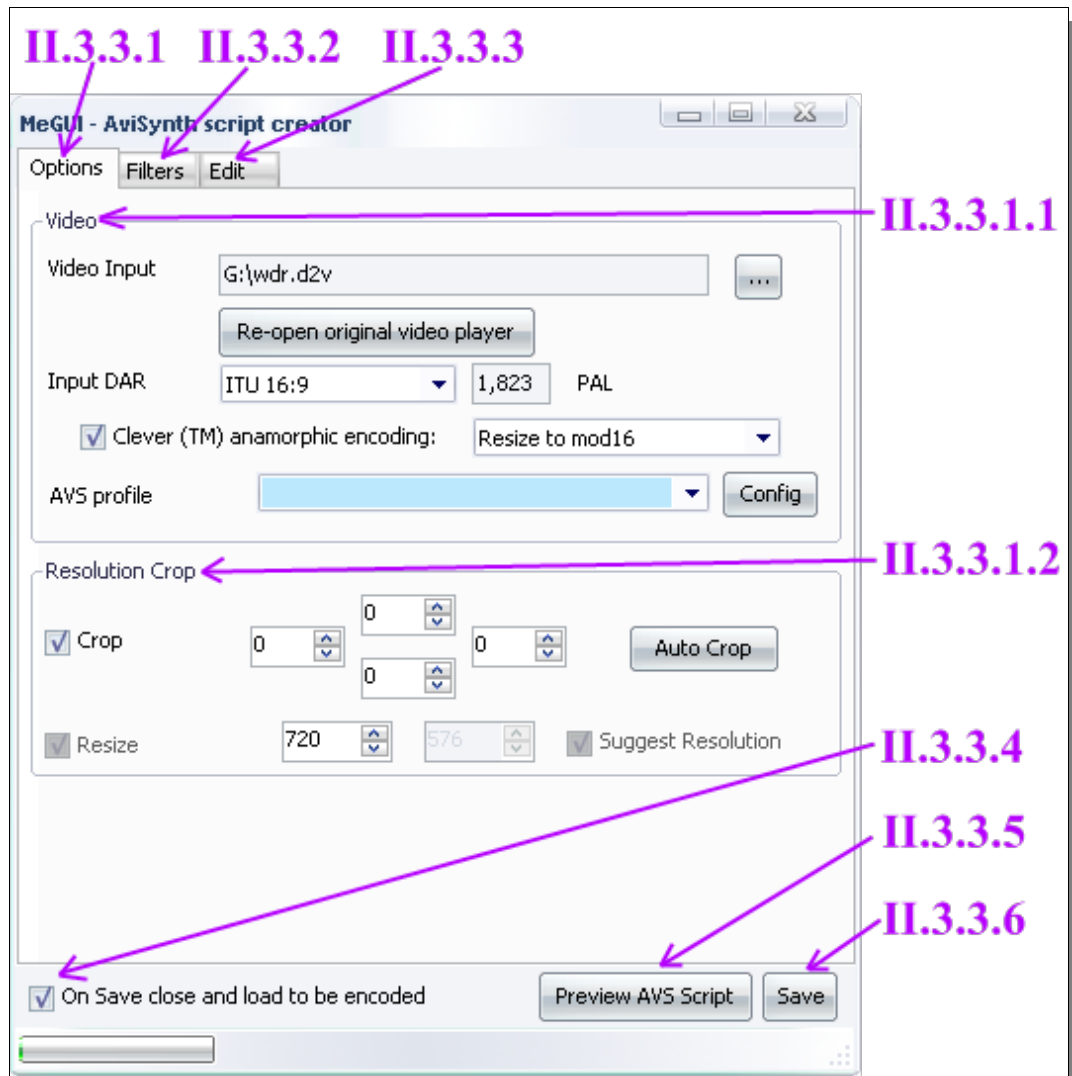 II.3.3.1 II.3.3.2 II.3.3.3
MeGUI - AviSynth script creator
Options Filters Edit
Video
II.3.3.1.1
Video Input G:\wdr.d2v ...
Re-open original video player
Input DAR ITU 16:9 1,823 PAL
Clever (TM) anamorphic encoding: Resize to mod16
AVS profile Config
Resolution Crop
II.3.3.1.2
0
Crop 0 0 Auto Crop
0
Resize 720 576 Suggest Resolution
II.3.3.4
II.3.3.5
II.3.3.6
On Save close and load to be encoded Preview AVS Script Save